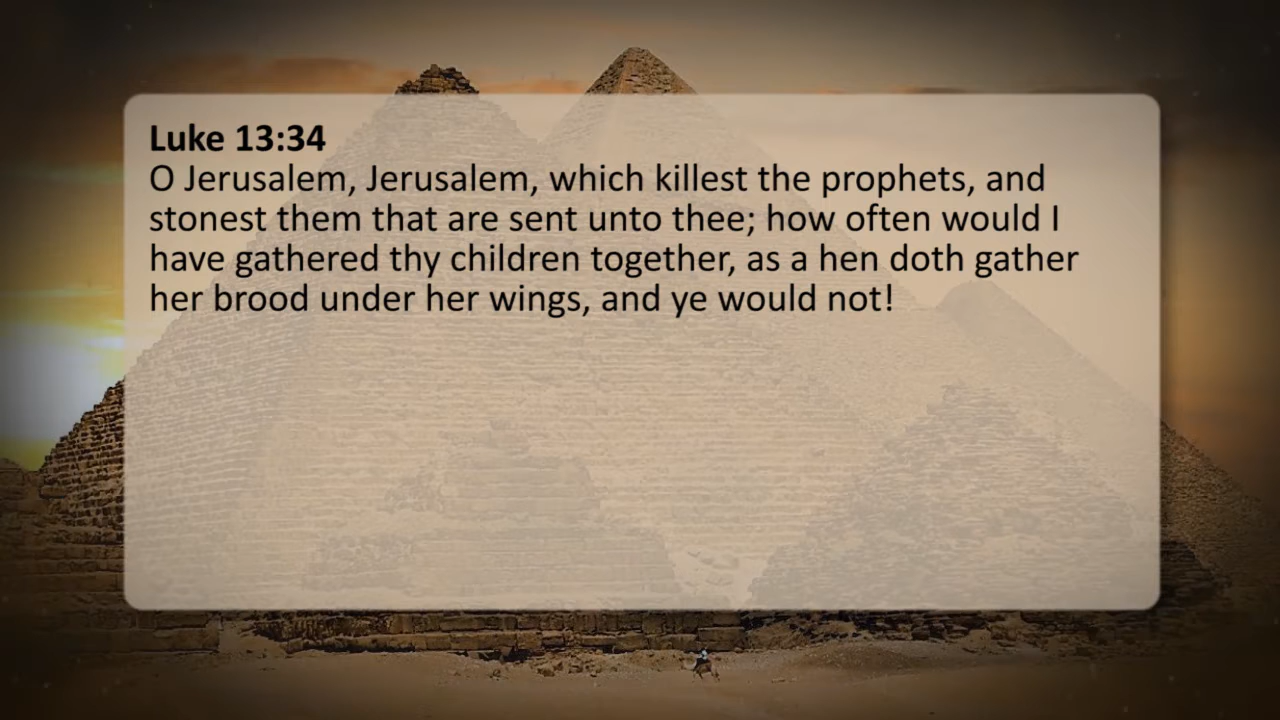 Luke 13:34
O Jerusalem, Jerusalem, which killest the prophets, and
stonest them that are sent unto thee; how often would I
have gathered thy children together, as a hen doth gather
her brood under her wings, and ye would not!